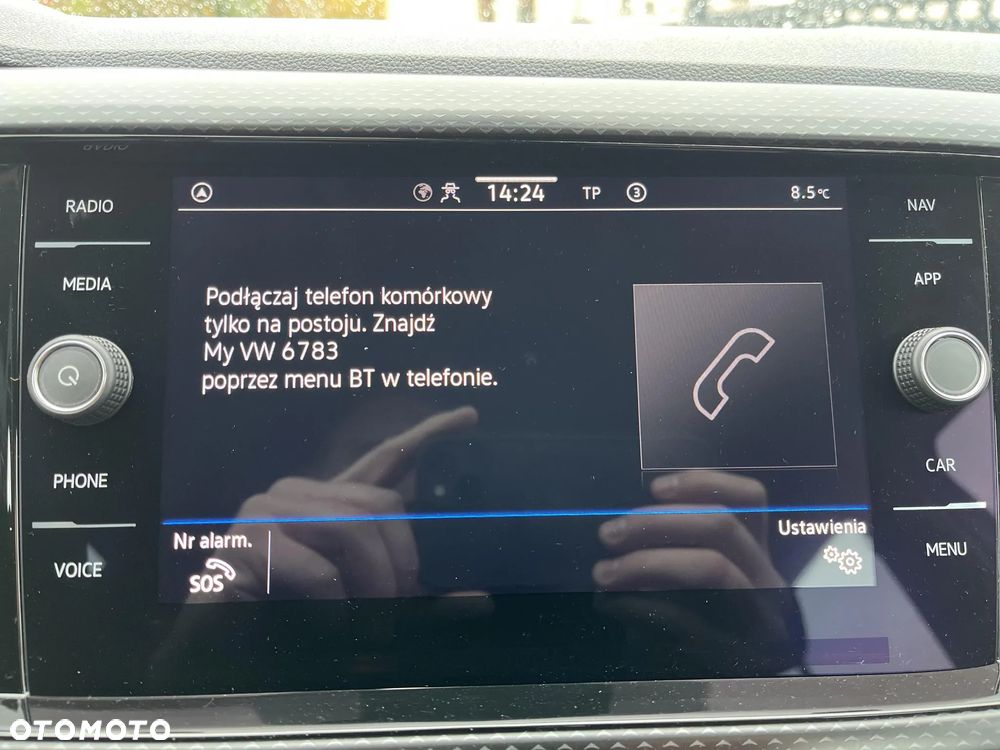 RADIO
MEDIA
PHONE
VOICE
14:24
TP
3
8.5°C
Podłączaj telefon komórkowy
tylko na postoju. Znajdź
My VW 6783
poprzez menu BT w telefonie.
Nr alarm.
SOS
Ustawienia
NAV
APP
CAR
MENU
OTOMOTO